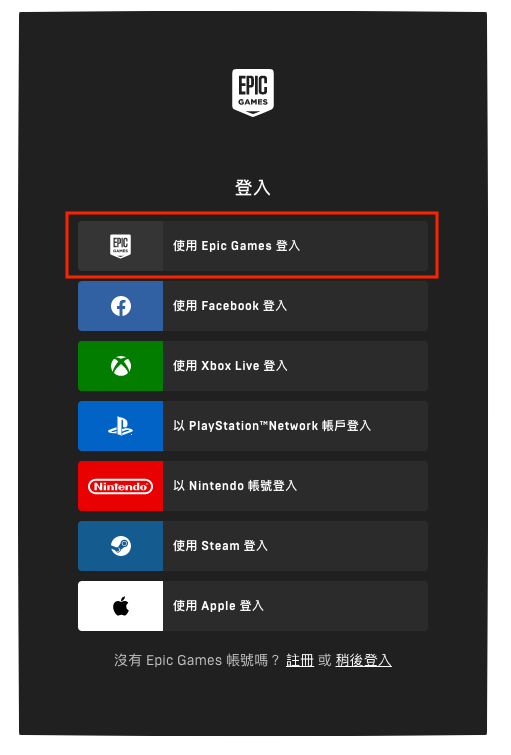 EPIC
GAMES
登入
EPIC
GAMES
使用 Epic Games 登入
使用 Facebook 登入
使用 Xbox Live 登入
以 PlayStation™Network 帳戶登入
Nintendo
以 Nintendo 帳號登入
使用 Steam 登入
使用 Apple 登入
沒有 Epic Games 帳號嗎？ 註冊 或 稍後登入